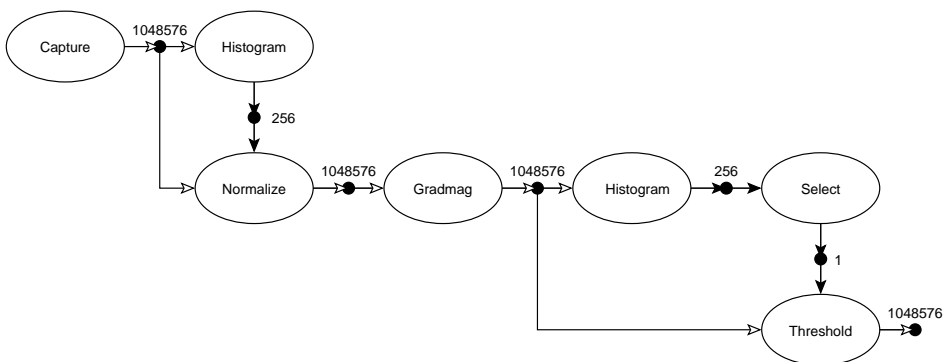 1048576
Capture
Histogram
256
1048576
1048576
256
Normalize
Gradmag
Histogram
Select
1
1048576
Threshold